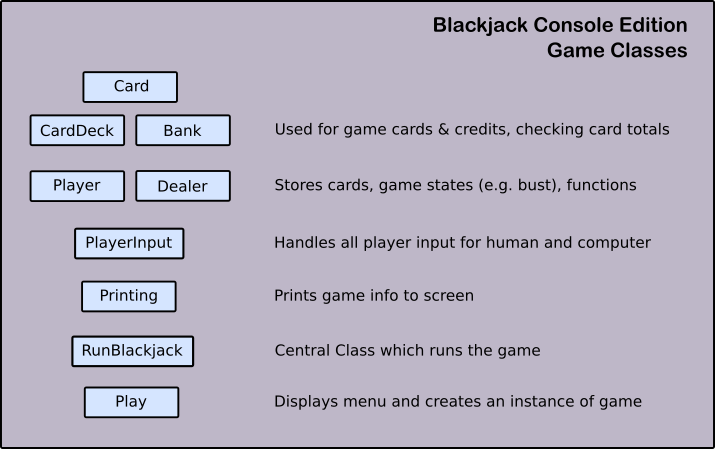 Blackjack Console Edition
Game Classes
Card
CardDeck Bank Used for game cards & credits, checking card totals
Player Dealer Stores cards, game states (e.g. bust), functions
PlayerInput Handles all player input for human and computer
Printing Prints game info to screen
RunBlackjack Central Class which runs the game
Play Displays menu and creates an instance of game